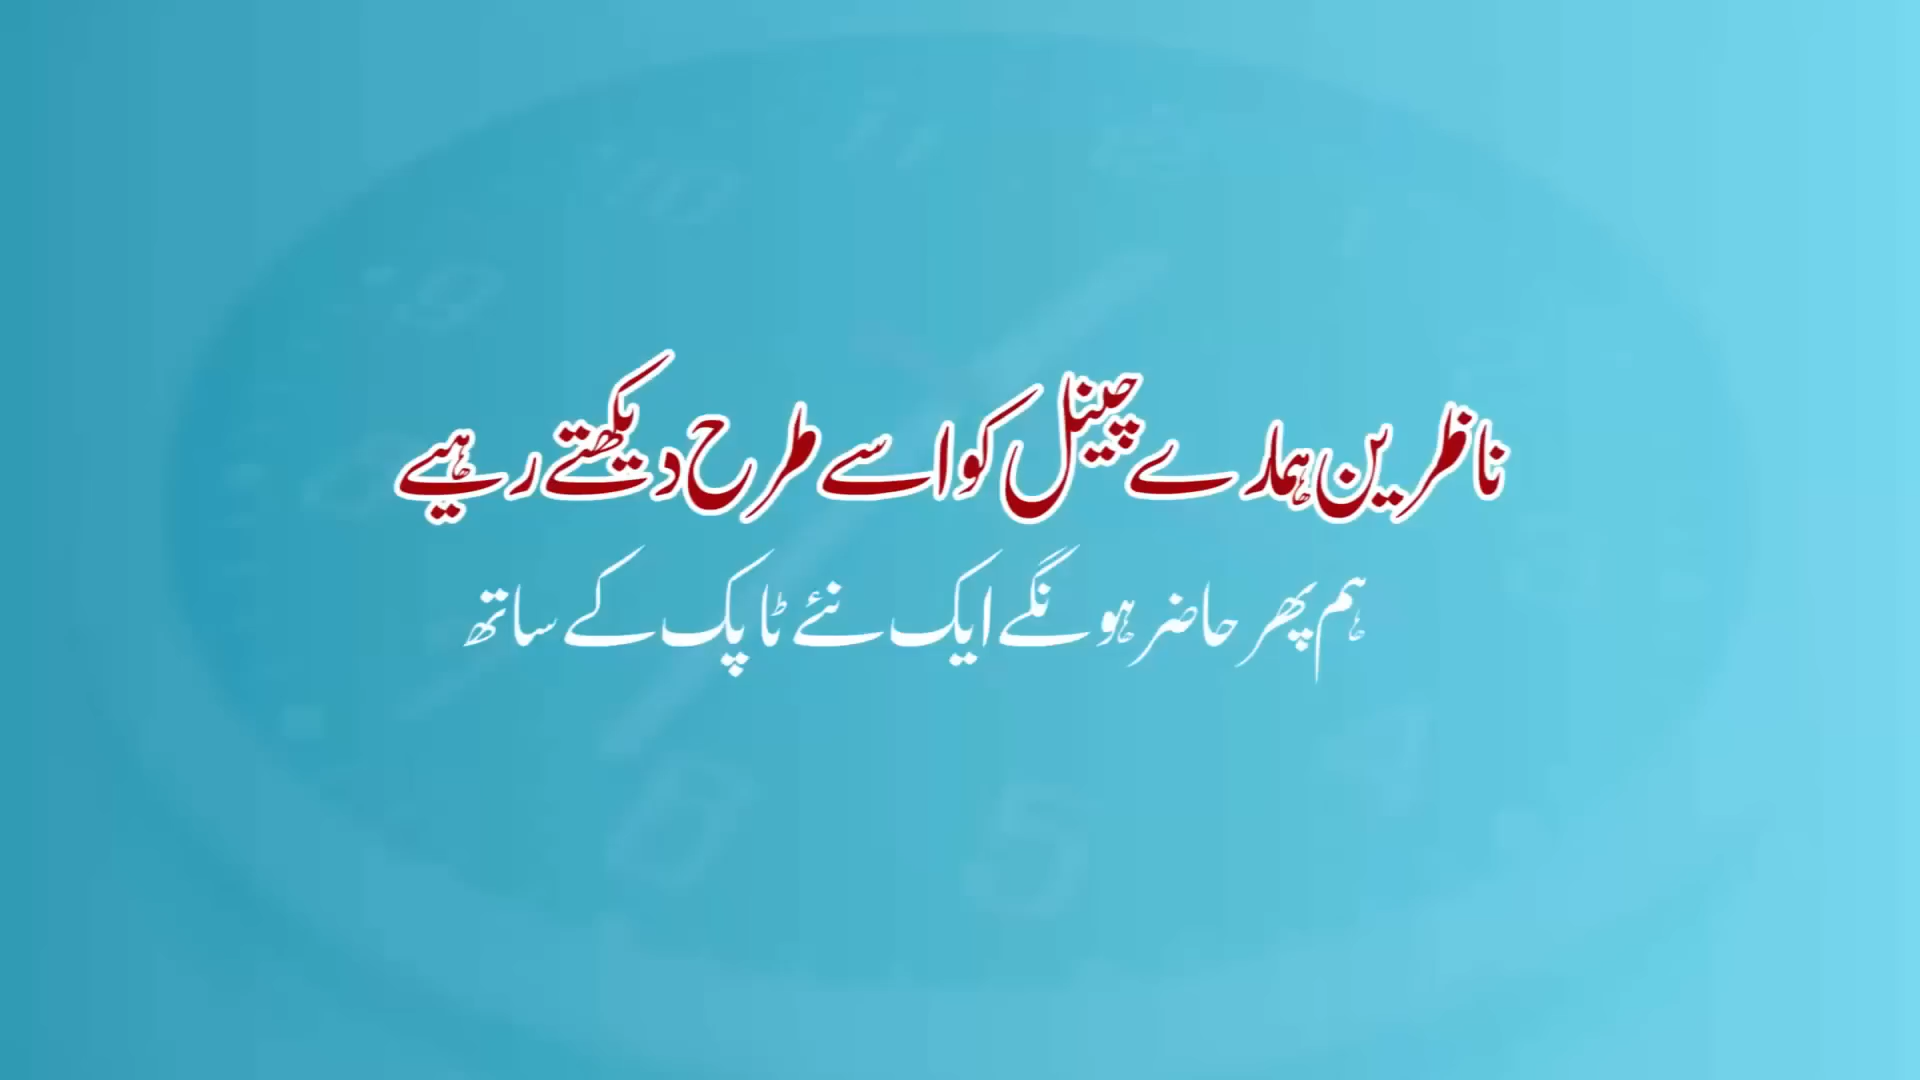 ناظرین ہمارے چینل کو اسے طرح دیکھتے رہیے
ہم پھر حاضر ہونگے ایک نئے ٹاپک کے ساتھ